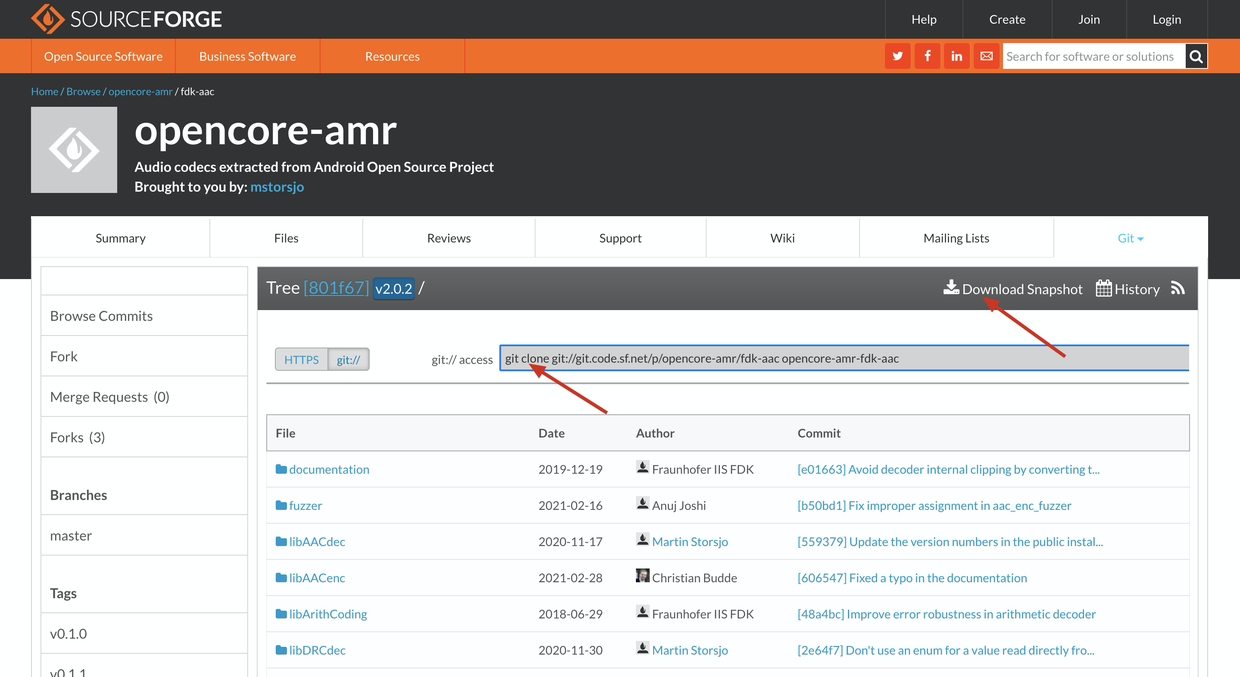 SOURCEFORGE
Help Create Join Login
Open Source Software Business Software Resources
Search for software or solutions
Home / Browse / opencore-amr / fdk-aac
opencore-amr
Audio codecs extracted from Android Open Source Project
Brought to you by: mstorsjo
Summary Files Reviews Support Wiki Mailing Lists Git
Browse Commits
Fork
Merge Requests (0)
Forks (3)
Branches
master
Tags
v0.1.0
v0.1.1
Tree [801f67] v2.0.2 /
Download Snapshot History
HTTPS git:// git:// access git clone git://git.code.sf.net/p/opencore-amr/fdk-aac opencore-amr-fdk-aac
File Date Author Commit
documentation 2019-12-19 Fraunhofer IIS FDK [e01663] Avoid decoder internal clipping by converting t...
fuzzer 2021-02-16 Anuj Joshi [b50bd1] Fix improper assignment in aac_enc_fuzzer
libAACdec 2020-11-17 Martin Storsjo [559379] Update the version numbers in the public instal...
libAACenc 2021-02-28 Christian Budde [606547] Fixed a typo in the documentation
libArithCoding 2018-06-29 Fraunhofer IIS FDK [48a4bc] Improve error robustness in arithmetic decoder
libDRCdec 2020-11-30 Martin Storsjo [2e64f7] Don't use an enum for a value read directly fro...